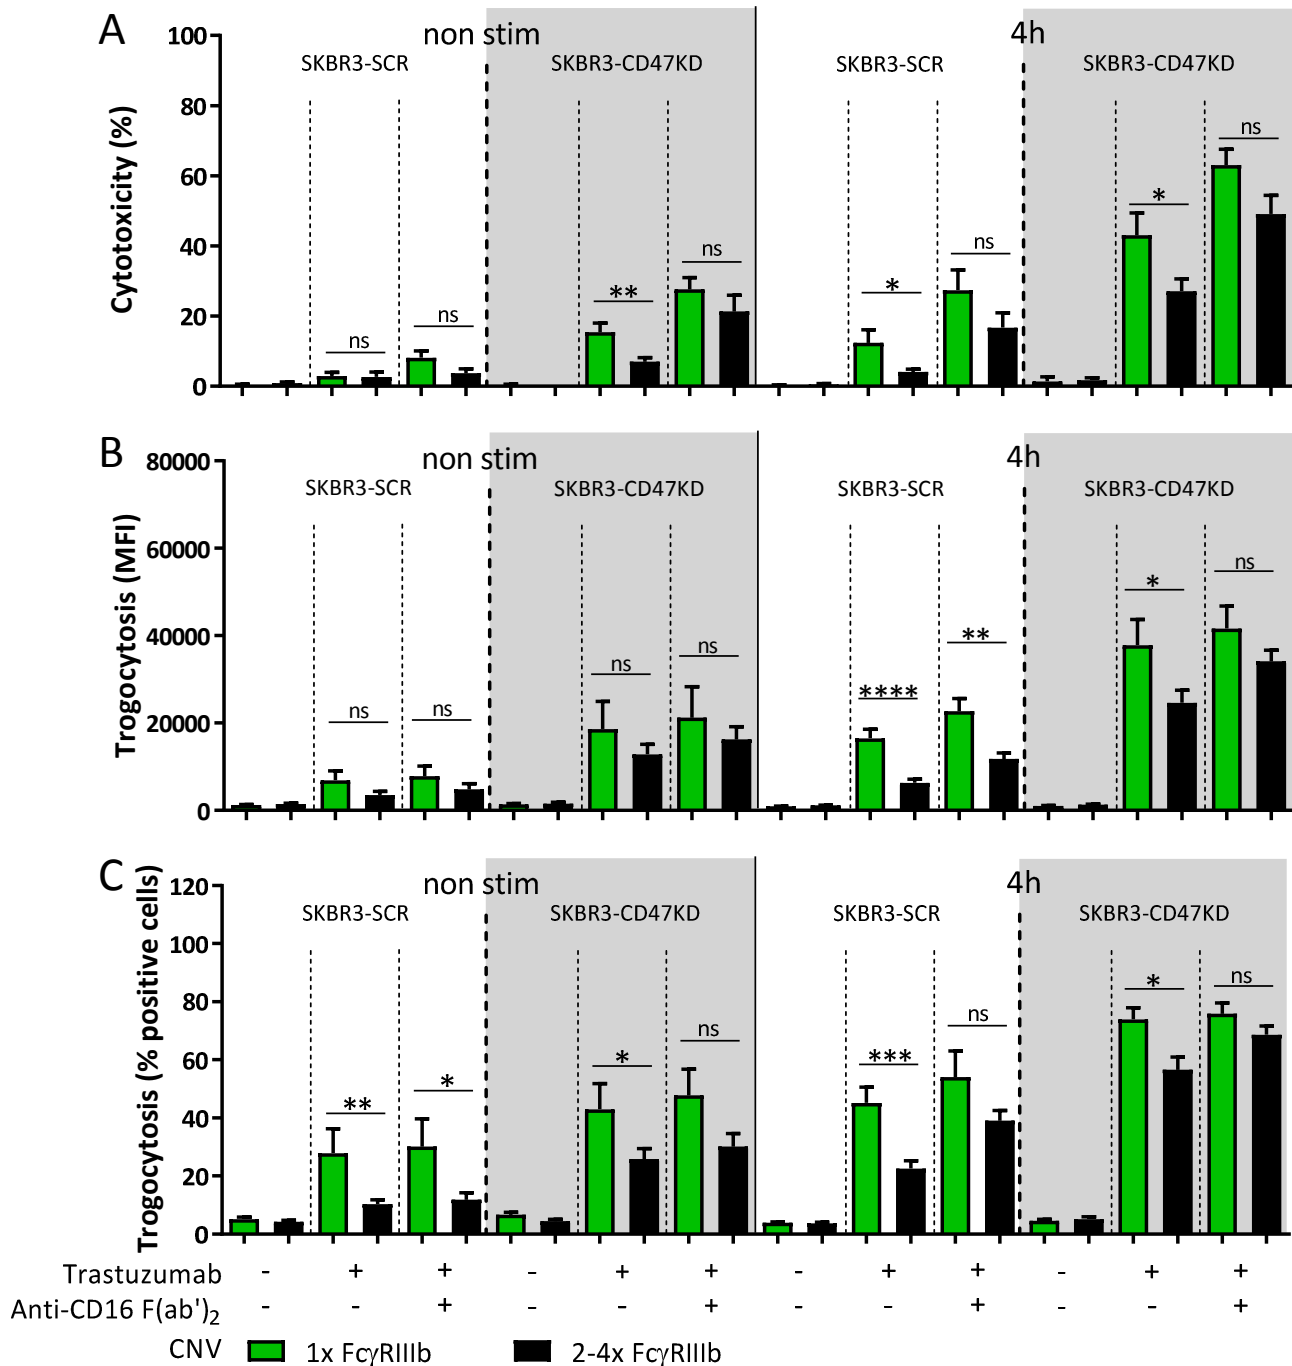 A
non stim
4h
SKBR3-SCR
SKBR3-CD47KD
SKBR3-SCR
SKBR3-CD47KD
Cytotoxicity (%)
100
80
60
40
20
0
ns
ns
**
ns
*
ns
*
ns
B
non stim
4h
SKBR3-SCR
SKBR3-CD47KD
SKBR3-SCR
SKBR3-CD47KD
Trogocytosis (MFI)
80000
60000
40000
20000
0
ns
ns
ns
ns
****
**
*
ns
C
non stim
4h
SKBR3-SCR
SKBR3-CD47KD
SKBR3-SCR
SKBR3-CD47KD
Trogocytosis (% positive cells)
120
100
80
60
40
20
0
**
*
*
ns
***
ns
*
ns
Trastuzumab - + + - + + - + + - + +
Anti-CD16 F(ab')₂ - - + - - + - - + - - +
CNV 1x FcγRIIIb 2-4x FcγRIIIb